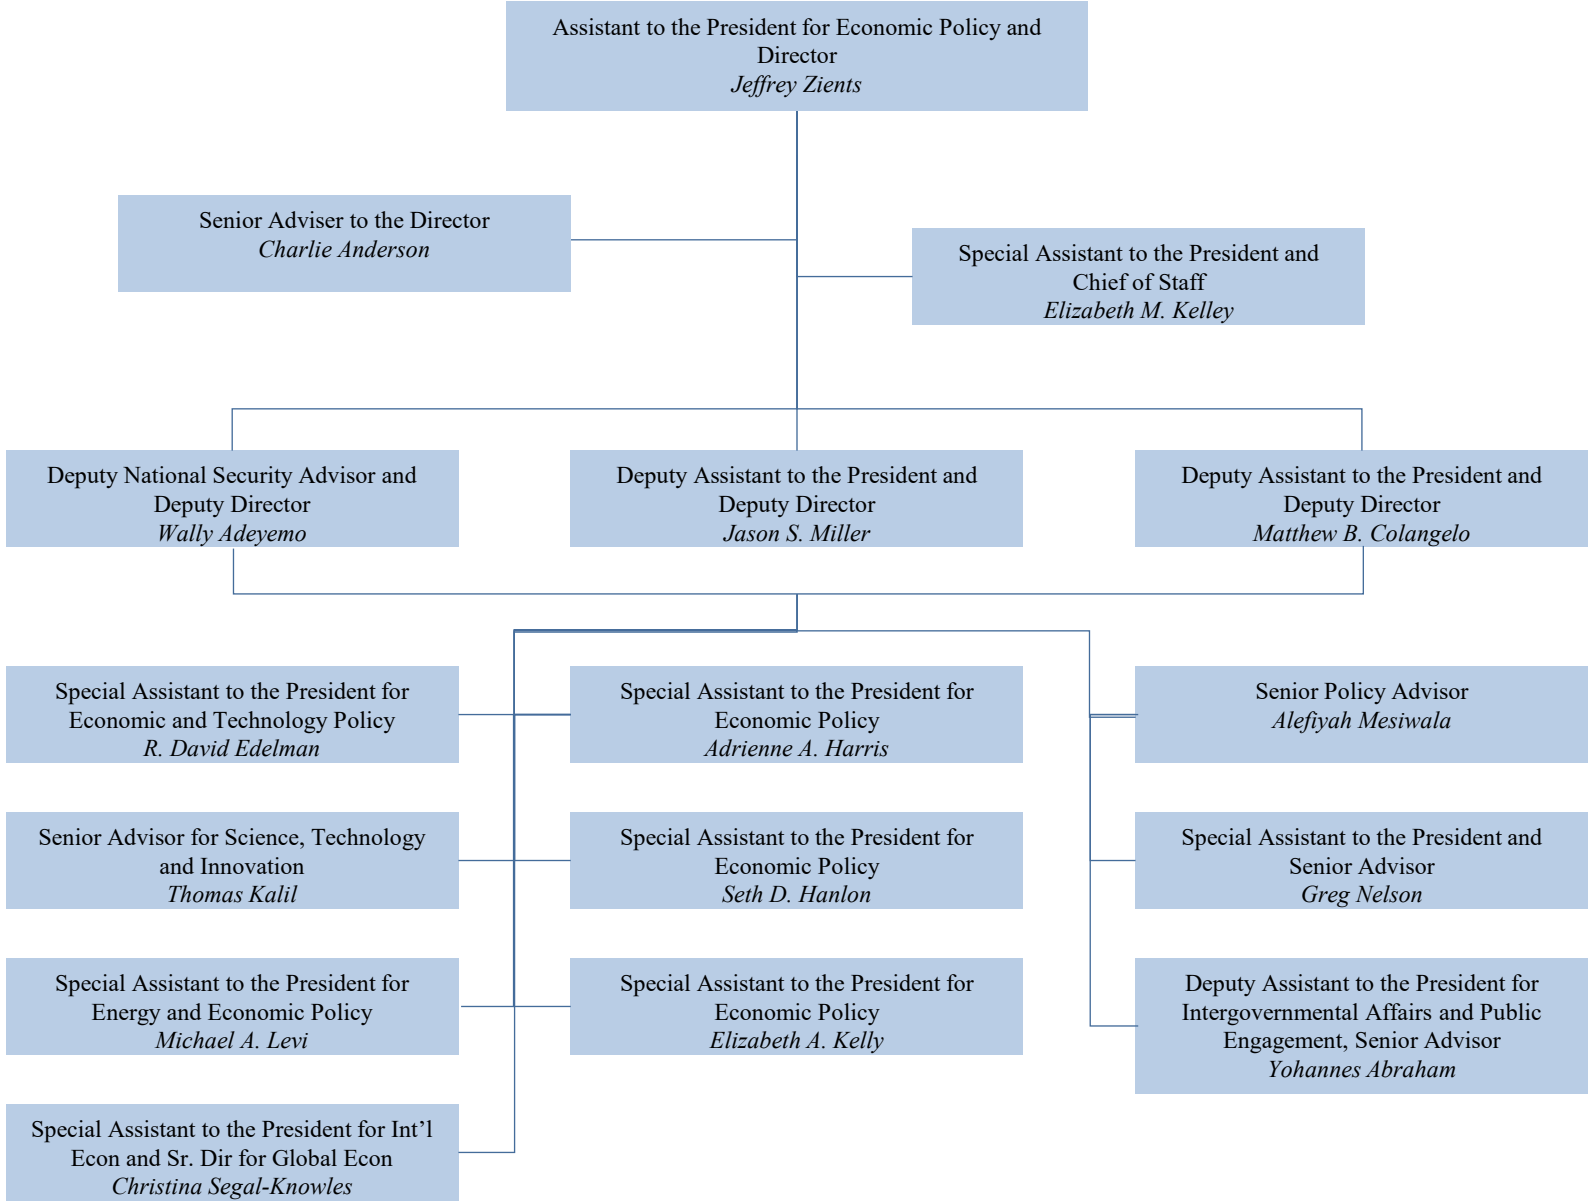 Assistant to the President for Economic Policy and
Director
Jeffrey Zients
Senior Adviser to the Director
Charlie Anderson
Special Assistant to the President and
Chief of Staff
Elizabeth M. Kelley
Deputy National Security Advisor and
Deputy Director
Wally Adeyemo
Deputy Assistant to the President and
Deputy Director
Jason S. Miller
Deputy Assistant to the President and
Deputy Director
Matthew B. Colangelo
Special Assistant to the President for
Economic and Technology Policy
R. David Edelman
Special Assistant to the President for
Economic Policy
Adrienne A. Harris
Senior Policy Advisor
Alefiyah Mesiwala
Senior Advisor for Science, Technology
and Innovation
Thomas Kalil
Special Assistant to the President for
Economic Policy
Seth D. Hanlon
Special Assistant to the President and
Senior Advisor
Greg Nelson
Special Assistant to the President for
Energy and Economic Policy
Michael A. Levi
Special Assistant to the President for
Economic Policy
Elizabeth A. Kelly
Deputy Assistant to the President for
Intergovernmental Affairs and Public
Engagement, Senior Advisor
Yohannes Abraham
Special Assistant to the President for Int’l
Econ and Sr. Dir for Global Econ
Christina Segal-Knowles